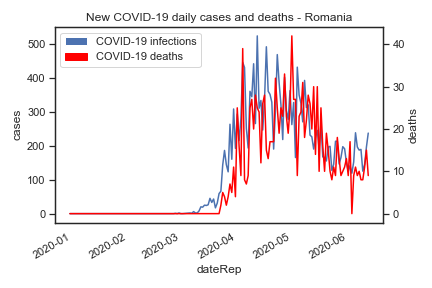 New COVID-19 daily cases and deaths - Romania
COVID-19 infections
COVID-19 deaths
500
400
300
200
100
0
cases
40
30
20
10
0
deaths
2020-01
2020-02
2020-03
2020-04
2020-05
2020-06
dateRep